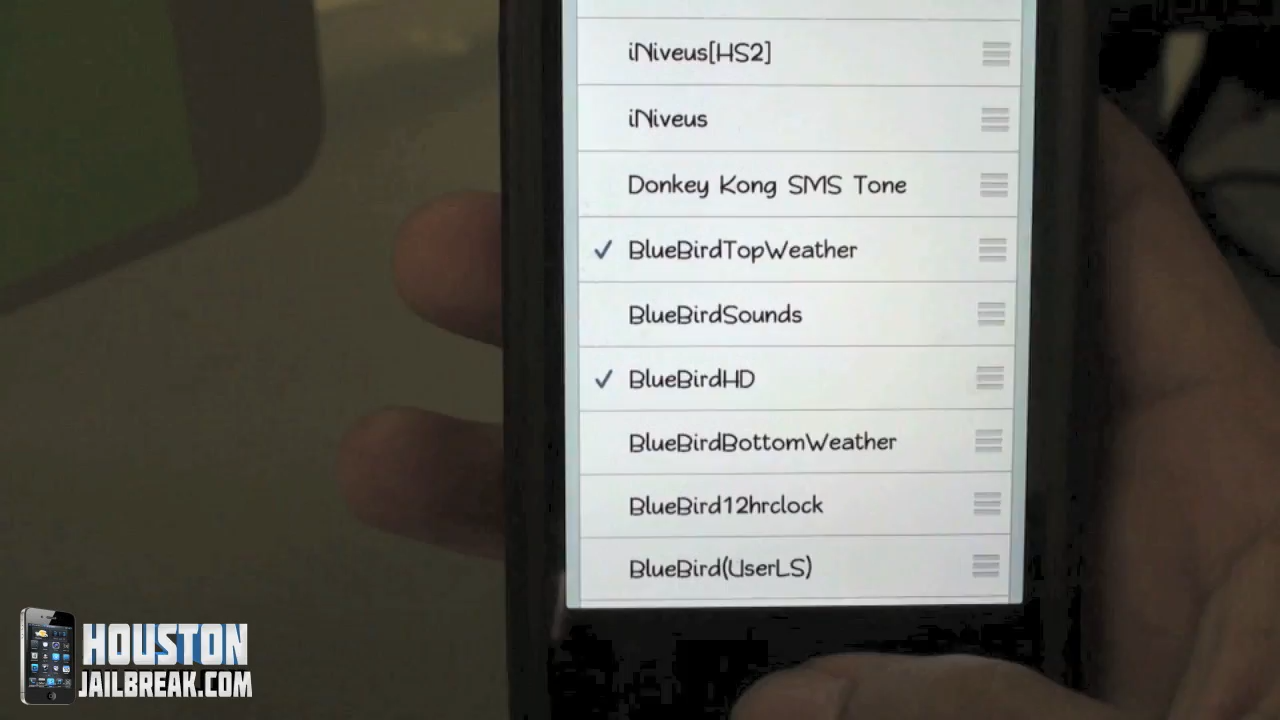 iNiveus[HS2]
iNiveus
Donkey Kong SMS Tone
BlueBirdTopWeather
BlueBirdSounds
BlueBirdHD
BlueBirdBottomWeather
BlueBird12hrclock
BlueBird(UserLS)
HOUSTON
JAILBREAK.COM